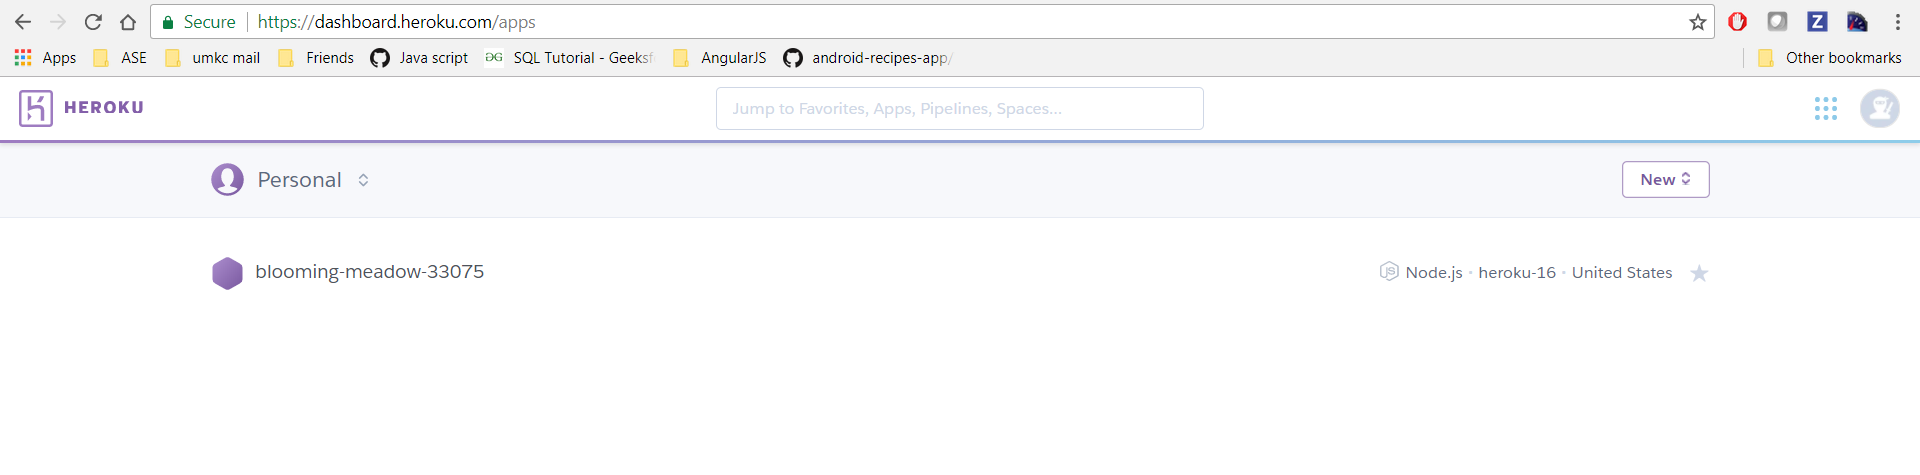 Secure https://dashboard.heroku.com/apps
Apps ASE umkc mail Friends Java script SQL Tutorial - Geeksf AngularJS android-recipes-app/ Other bookmarks
HEROKU Jump to Favorites, Apps, Pipelines, Spaces...
Personal New
blooming-meadow-33075 Node.js • heroku-16 • United States